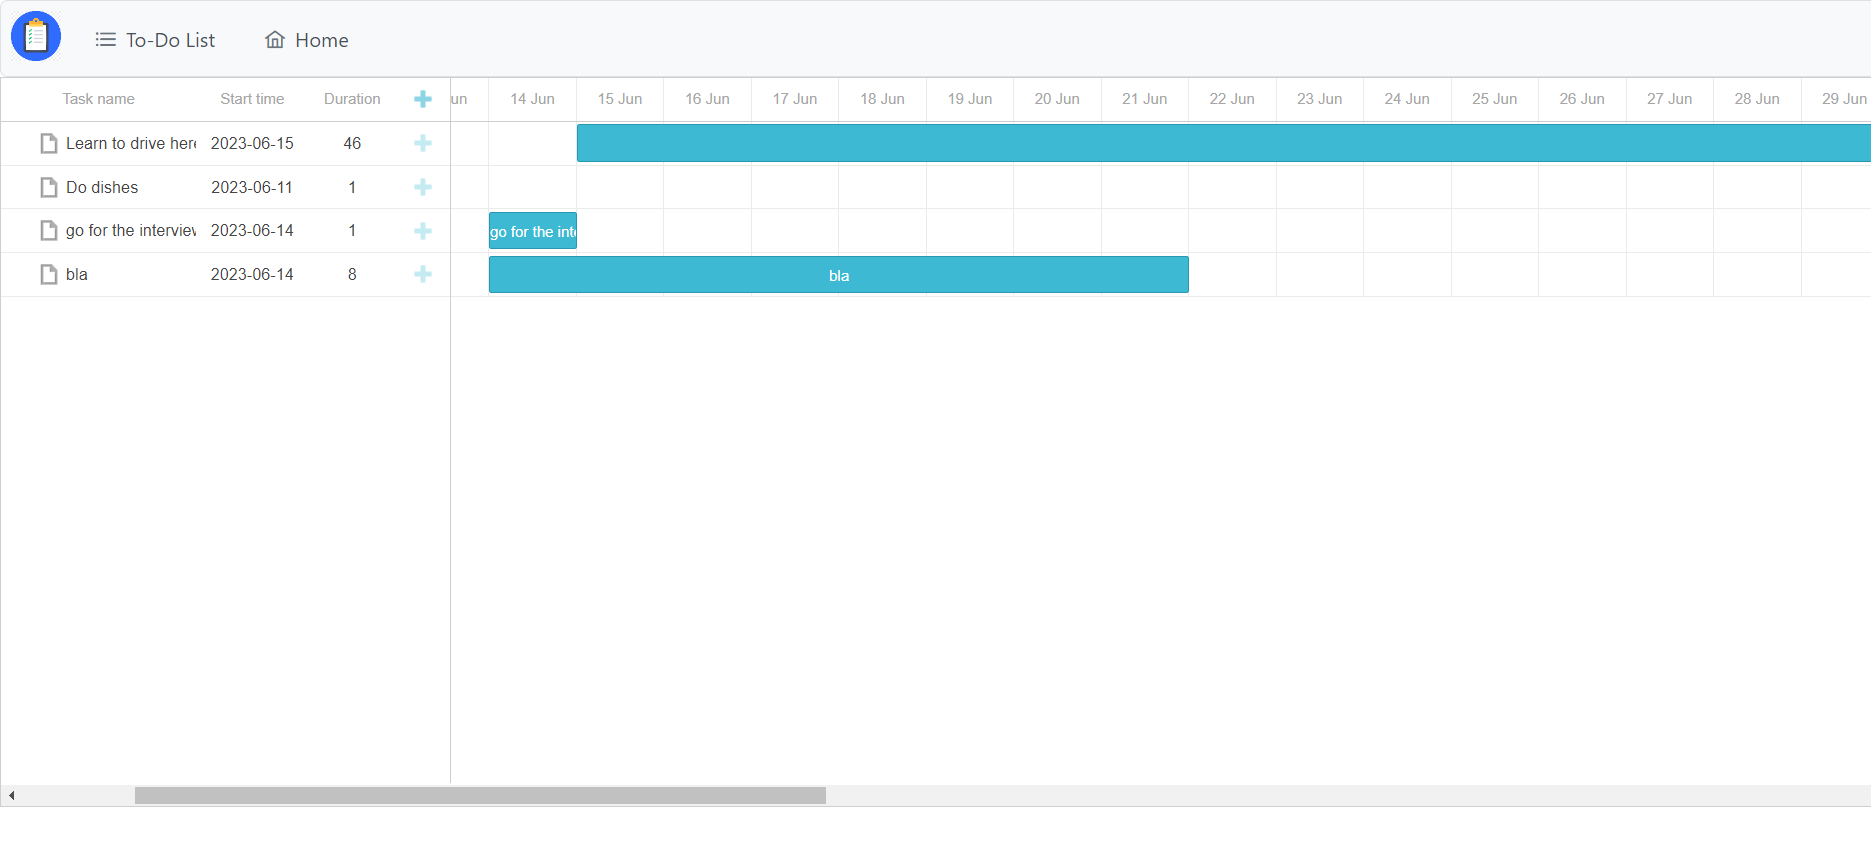 To-Do List Home
Task name Start time Duration un 14 Jun 15 Jun 16 Jun 17 Jun 18 Jun 19 Jun 20 Jun 21 Jun 22 Jun 23 Jun 24 Jun 25 Jun 26 Jun 27 Jun 28 Jun 29 Jun
Learn to drive here 2023-06-15 46
Do dishes 2023-06-11 1
go for the interview 2023-06-14 1 go for the inte
bla 2023-06-14 8 bla